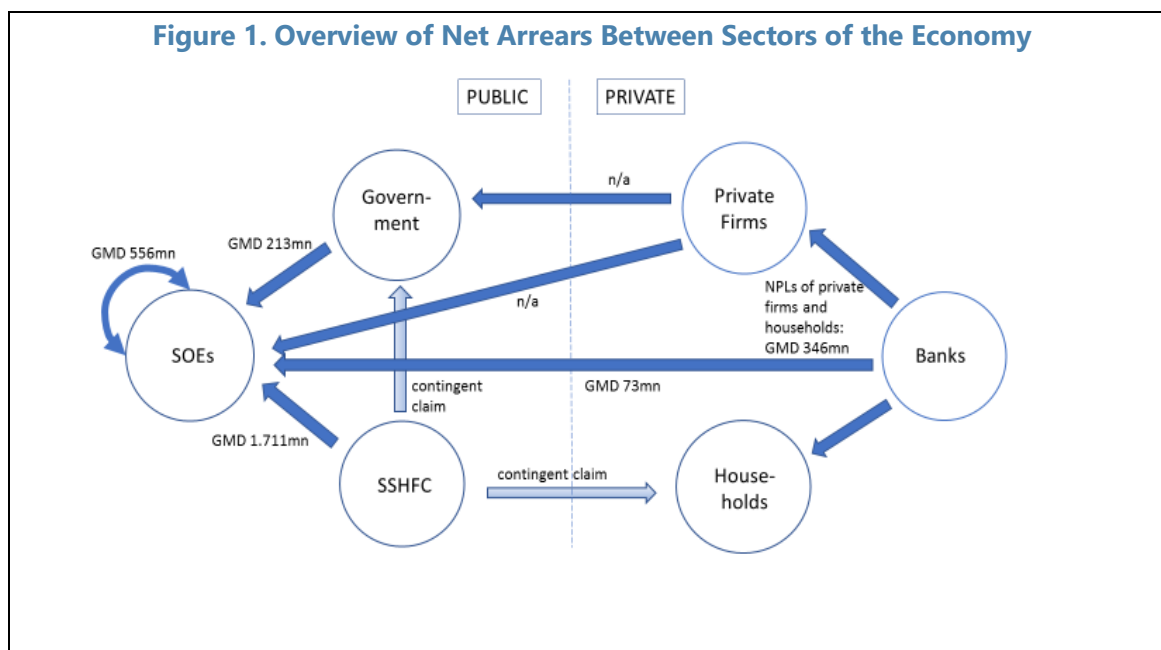 Figure 1. Overview of Net Arrears Between Sectors of the Economy
PUBLIC
PRIVATE
n/a
Govern-
ment
Private
Firms
GMD 556mn
GMD 213mn
NPLs of private
firms and
households:
GMD 346mn
n/a
SOEs
Banks
contingent
claim
GMD 73mn
GMD 1.711mn
SSHFC
contingent claim
House-
holds